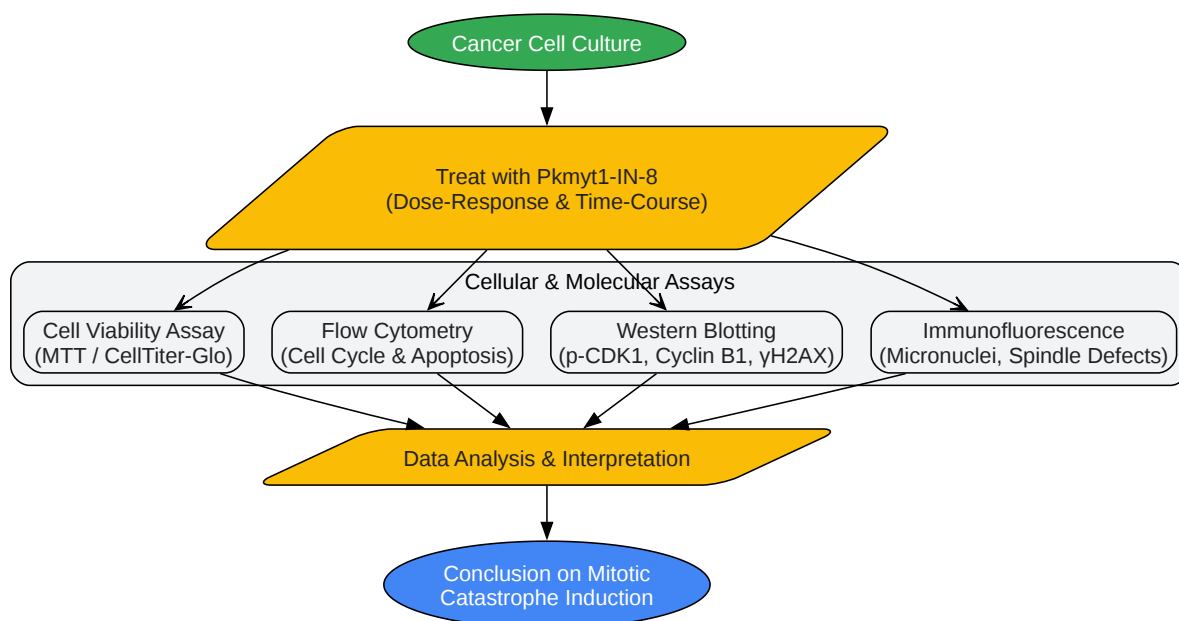 Cancer Cell Culture
Treat with Pkmyt1-IN-8
(Dose-Response & Time-Course)
Cellular & Molecular Assays
Cell Viability Assay
(MTT / CellTiter-Glo)
Flow Cytometry
(Cell Cycle & Apoptosis)
Western Blotting
(p-CDK1, Cyclin B1, γH2AX)
Immunofluorescence
(Micronuclei, Spindle Defects)
Data Analysis & Interpretation
Conclusion on Mitotic
Catastrophe Induction